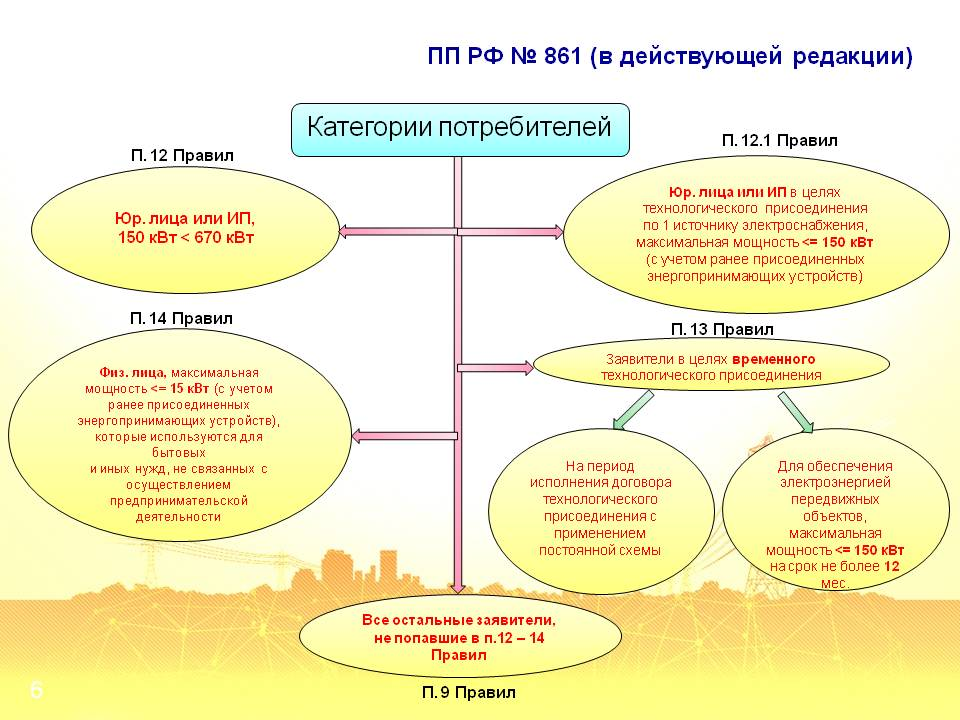 ПП РФ № 861 (в действующей редакции)
Категории потребителей
П. 12 Правил
Юр. лица или ИП,
150 кВт < 670 кВт
П. 12.1 Правил
Юр. лица или ИП в целях
технологического присоединения
по 1 источнику электроснабжения,
максимальная мощность <= 150 кВт
(с учетом ранее присоединенных
энергопринимающих устройств)
П. 14 Правил
Физ. лица, максимальная
мощность <= 15 кВт (с учетом
ранее присоединенных
энергопринимающих устройств),
которые используются для
бытовых
и иных нужд, не связанных с
осуществлением
предпринимательской
деятельности
П. 13 Правил
Заявители в целях временного
технологического присоединения
На период
исполнения договора
технологического
присоединения с
применением
постоянной схемы
Для обеспечения
электроэнергией
передвижных
объектов,
максимальная
мощность <= 150 кВт
на срок не более 12
мес.
Все остальные заявители,
не попавшие в п.12 – 14
Правил
П. 9 Правил
6